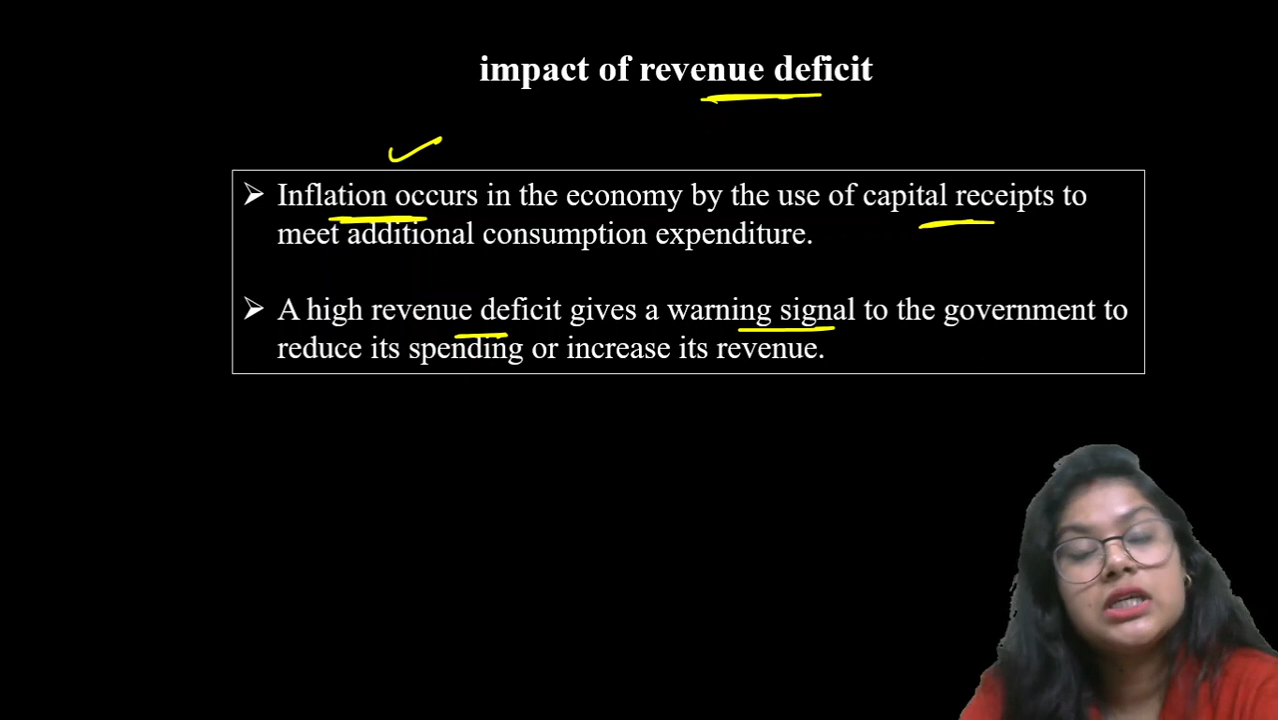 impact of revenue deficit
➢ Inflation occurs in the economy by the use of capital receipts to
meet additional consumption expenditure.
➢ A high revenue deficit gives a warning signal to the government to
reduce its spending or increase its revenue.